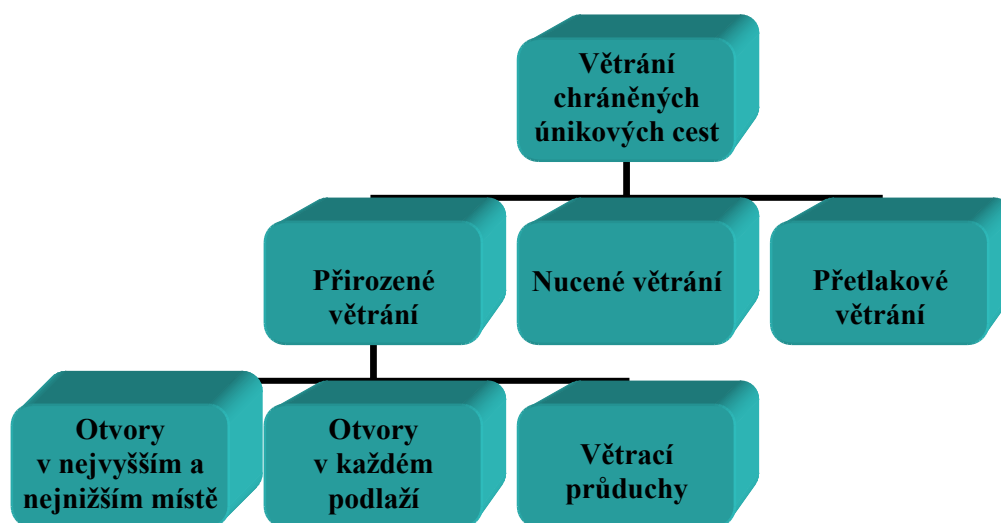 Větrání
chráněných
únikových cest
Přirozené
větrání
Nucené větrání
Přetlakové
větrání
Otvory
v nejvyšším a
nejnižším místě
Otvory
v každém
podlaží
Větrací
průduchy